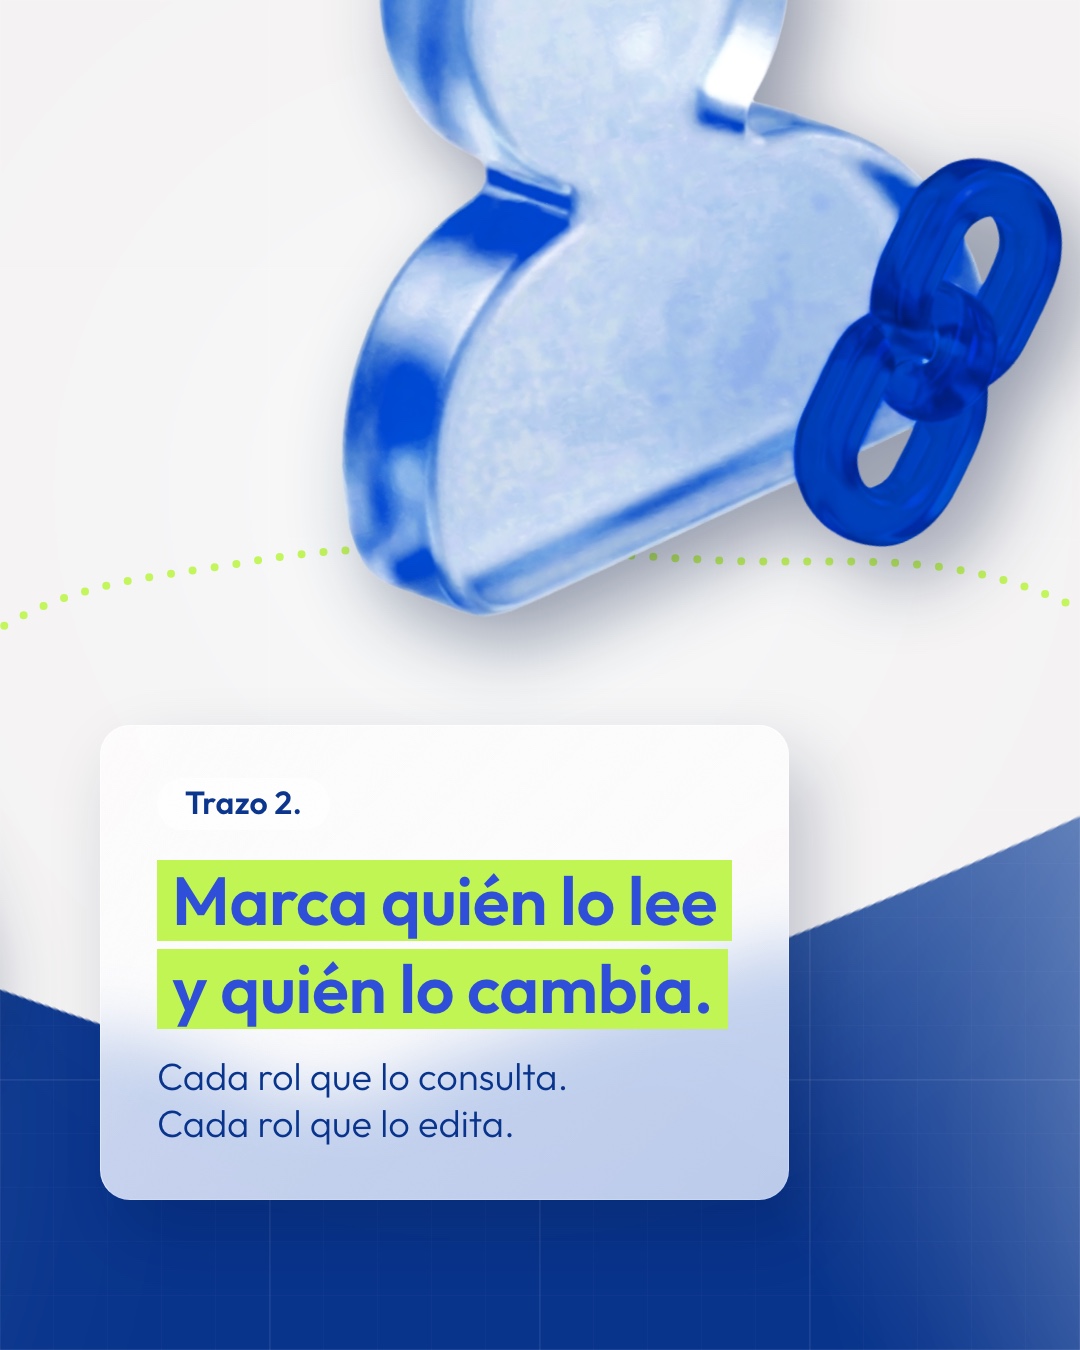 Trazo 2.
Marca quién lo lee
y quién lo cambia.
Cada rol que lo consulta.
Cada rol que lo edita.